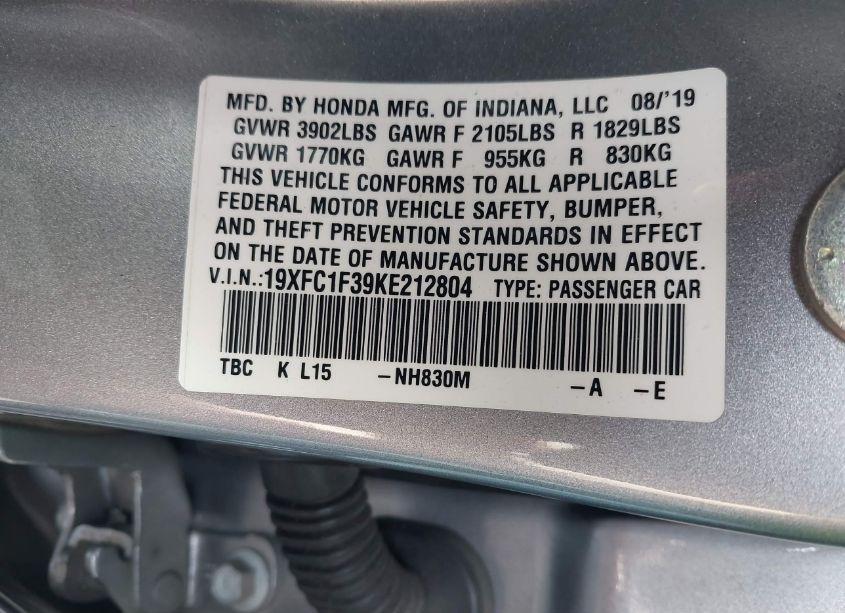 MFD. BY HONDA MFG. OF INDIANA, LLC 08/'19
GVWR 3902LBS GAWR F 2105LBS R 1829LBS
GVWR 1770KG GAWR F 955KG R 830KG
THIS VEHICLE CONFORMS TO ALL APPLICABLE
FEDERAL MOTOR VEHICLE SAFETY, BUMPER,
AND THEFT PREVENTION STANDARDS IN EFFECT
ON THE DATE OF MANUFACTURE SHOWN ABOVE.
V.I.N.:19XFC1F39KE212804 TYPE: PASSENGER CAR
TBC K L15 -NH830M -A -E